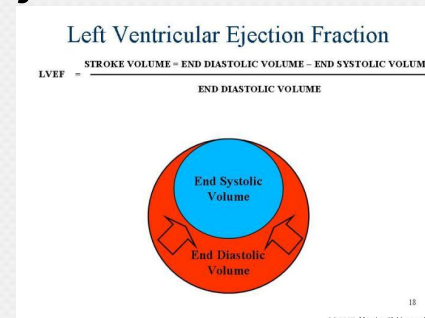 Left Ventricular Ejection Fraction
STROKE VOLUME = END DIASTOLIC VOLUME – END SYSTOLIC VOLUM
LVEF =
END DIASTOLIC VOLUME
End Systolic
Volume
End Diastolic
Volume
18